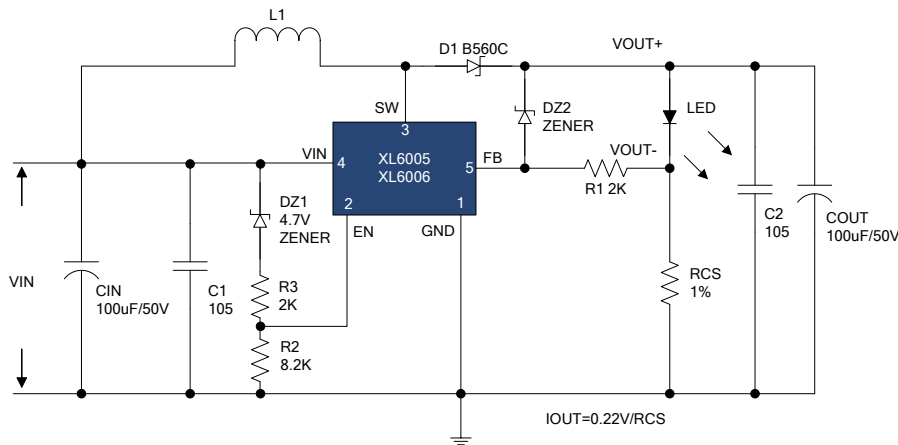 L1
D1 B560C
VOUT+
SW
DZ2
ZENER
LED
3
VIN
4
XL6005
XL6006
5
FB
VOUT-
R1 2K
2
1
DZ1
4.7V
ZENER
EN
GND
C2
105
COUT
100uF/50V
VIN
CIN
100uF/50V
C1
105
R3
2K
RCS
1%
R2
8.2K
IOUT=0.22V/RCS